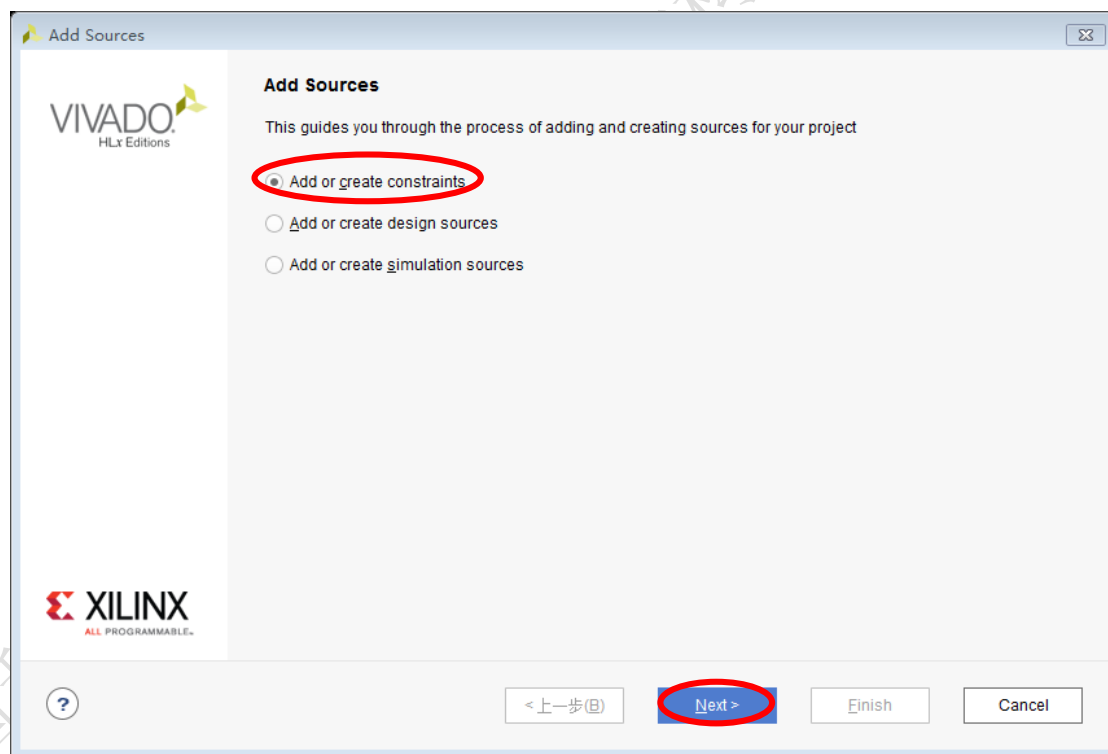 Add Sources
VIVADO.
HLx Editions
Add Sources
This guides you through the process of adding and creating sources for your project
Add or create constraints
Add or create design sources
Add or create simulation sources
XILINX
ALL PROGRAMMABLE.
?
<上一步(B)
Next >
Finish
Cancel